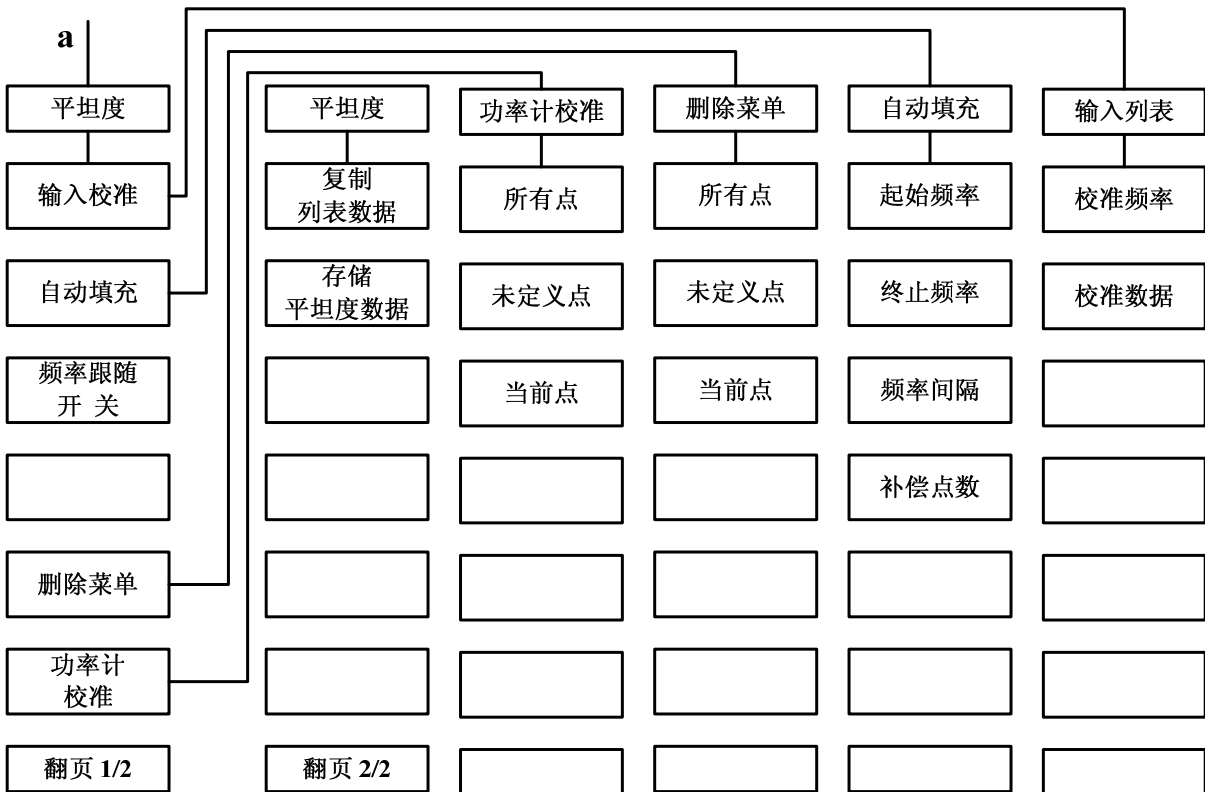 a
平坦度
输入校准
自动填充
频率跟随
开 关
删除菜单
功率计
校准
翻页 1/2
平坦度
复制
列表数据
存储
平坦度数据
翻页 2/2
功率计校准
所有点
未定义点
当前点
删除菜单
所有点
未定义点
当前点
自动填充
起始频率
终止频率
频率间隔
补偿点数
输入列表
校准频率
校准数据